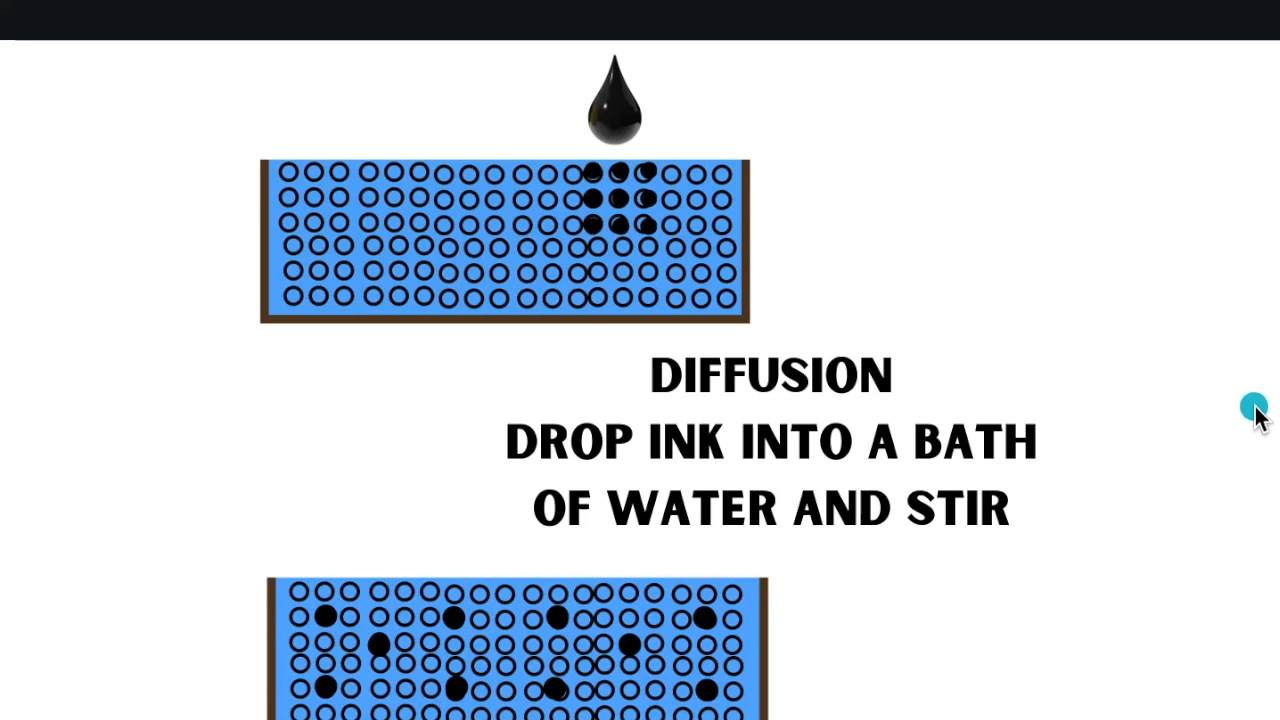 DIFFUSION
DROP INK INTO A BATH
OF WATER AND STIR